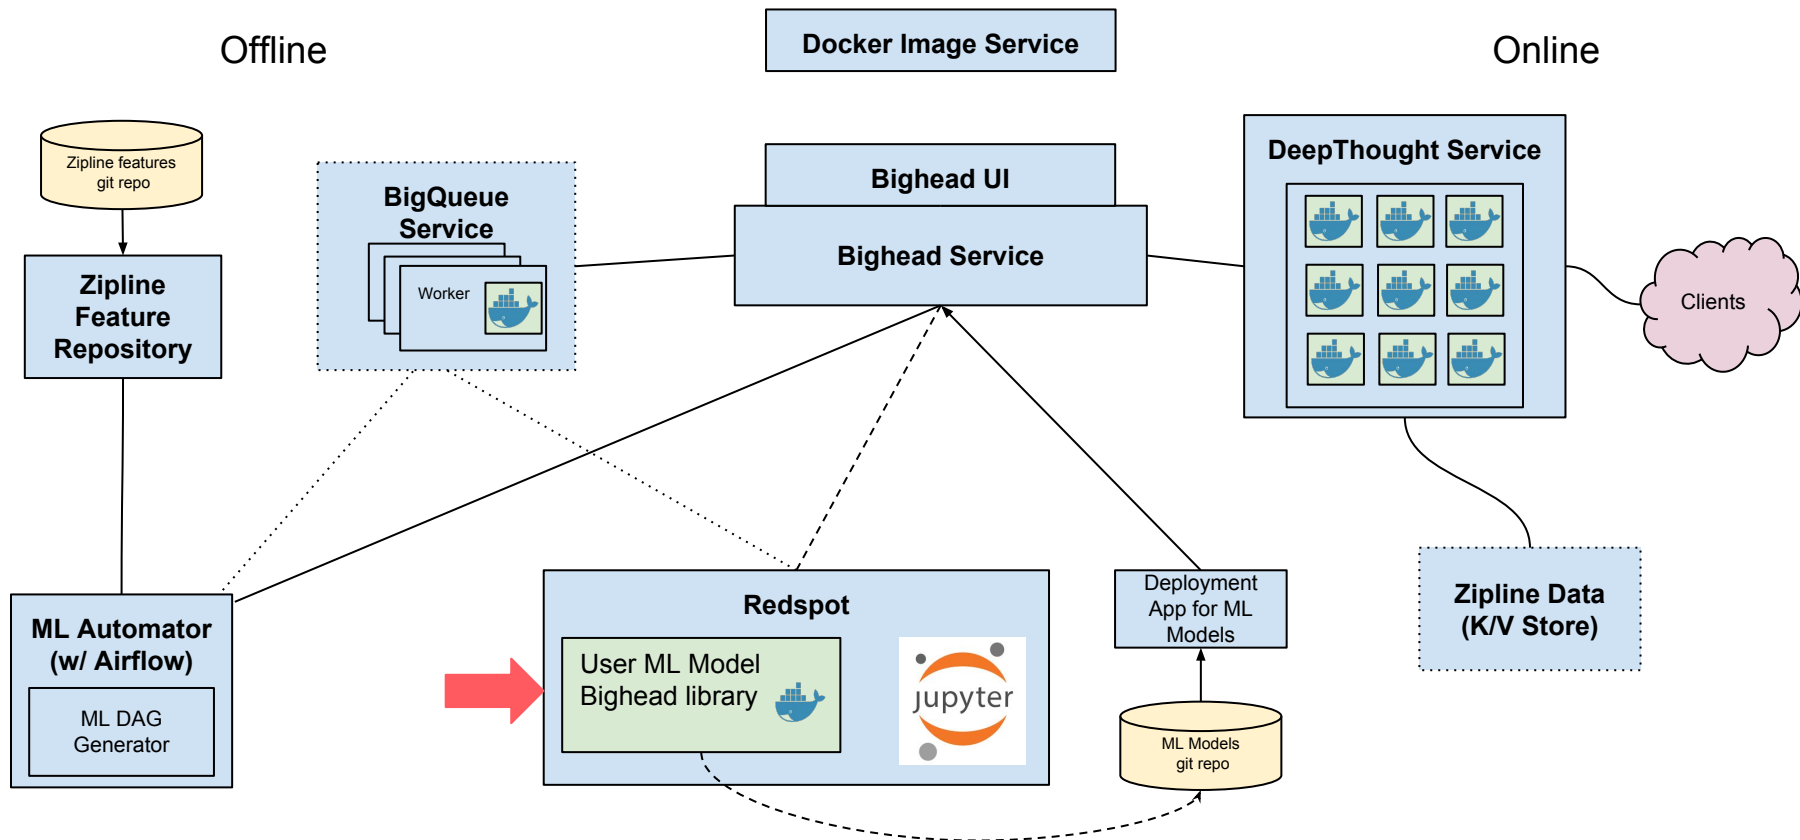 Offline
Docker Image Service
Online
Zipline features
git repo
BigQueue
Service
Worker
Bighead UI
Bighead Service
DeepThought Service
Clients
Zipline
Feature
Repository
ML Automator
(w/ Airflow)
ML DAG
Generator
Redspot
User ML Model
Bighead library
jupyter
Deployment
App for ML
Models
ML Models
git repo
Zipline Data
(K/V Store)